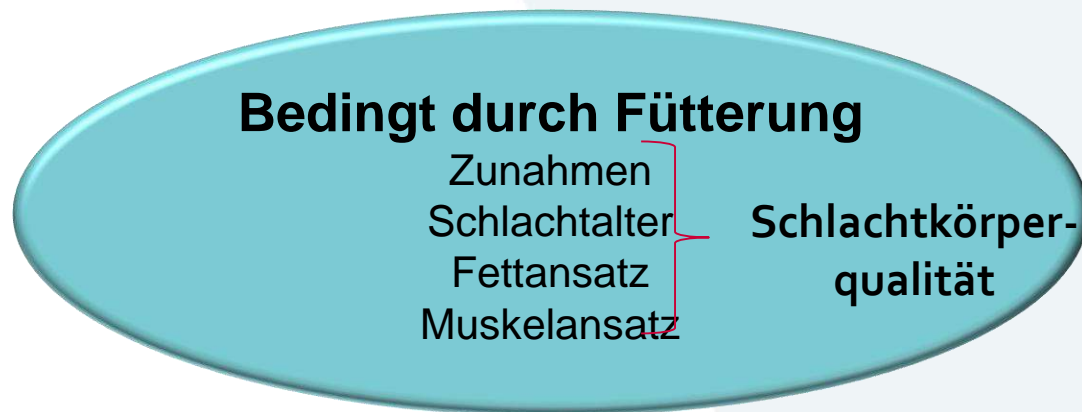 Bedingt durch Fütterung
Zunahmen
Schlachtalter
Fettansatz
Muskelansatz
Schlachtkörper-
qualität